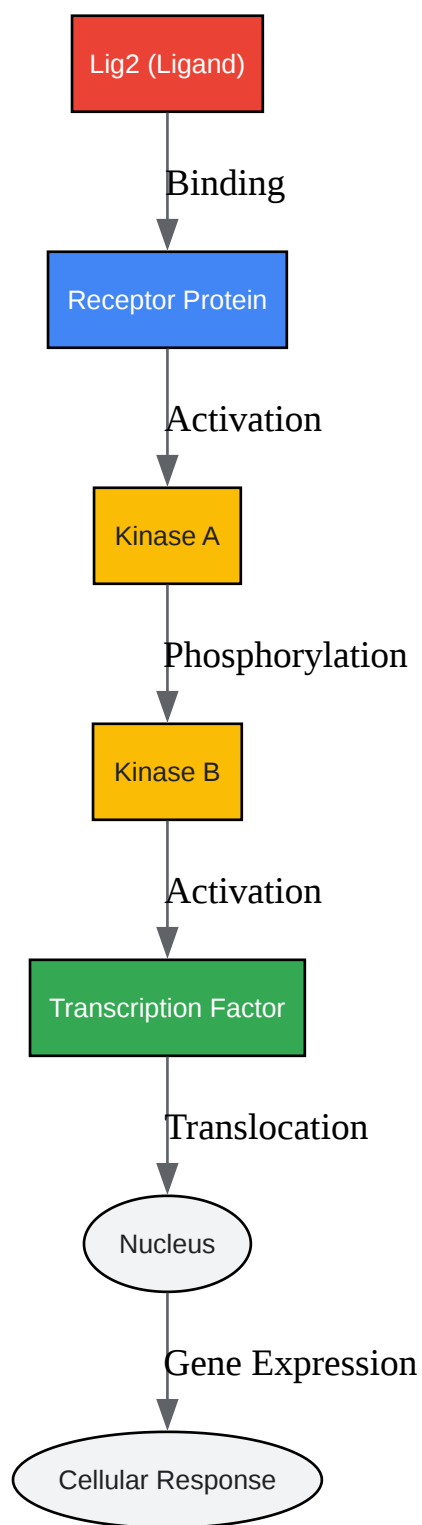 Lig2 (Ligand)
Binding
Receptor Protein
Activation
Kinase A
Phosphorylation
Kinase B
Activation
Transcription Factor
Translocation
Nucleus
Gene Expression
Cellular Response